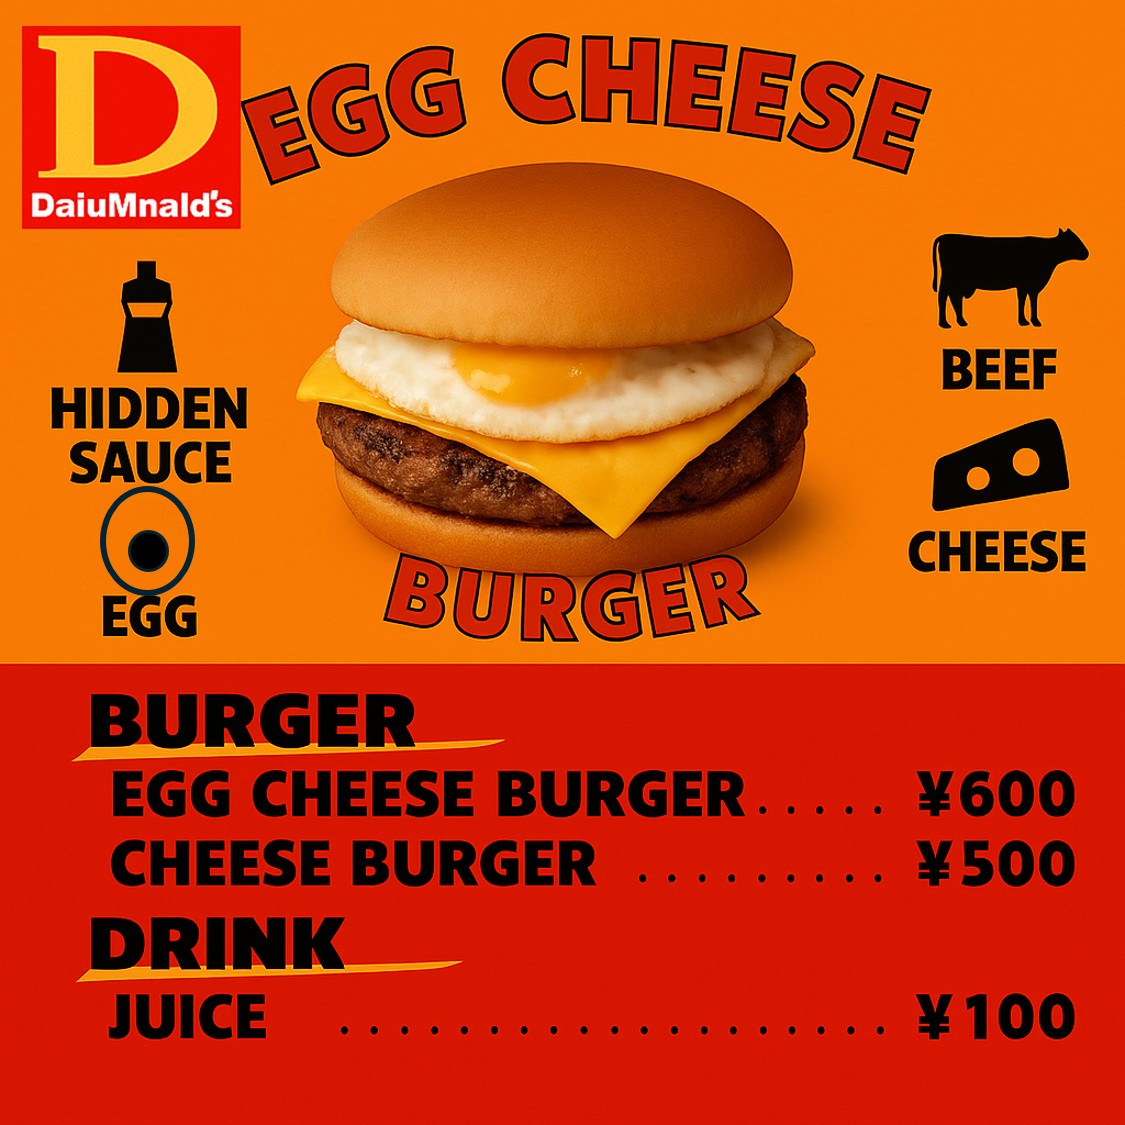 D
DaiuMnald's
EGG CHEESE
BURGER
HIDDEN
SAUCE
EGG
BEEF
CHEESE
BURGER
EGG CHEESE BURGER..... ¥600
CHEESE BURGER ......... ¥500
DRINK
JUICE ................... ¥100